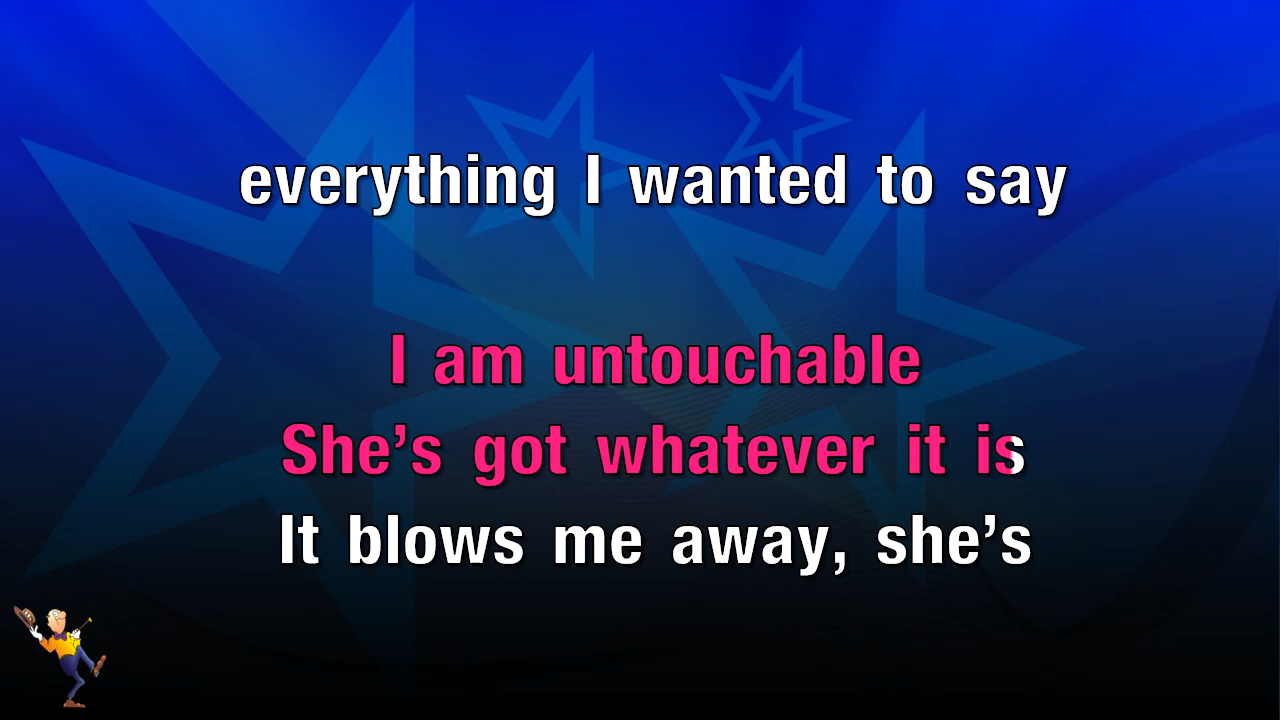 everything I wanted to say
I am untouchable
She’s got whatever it is
It blows me away, she’s